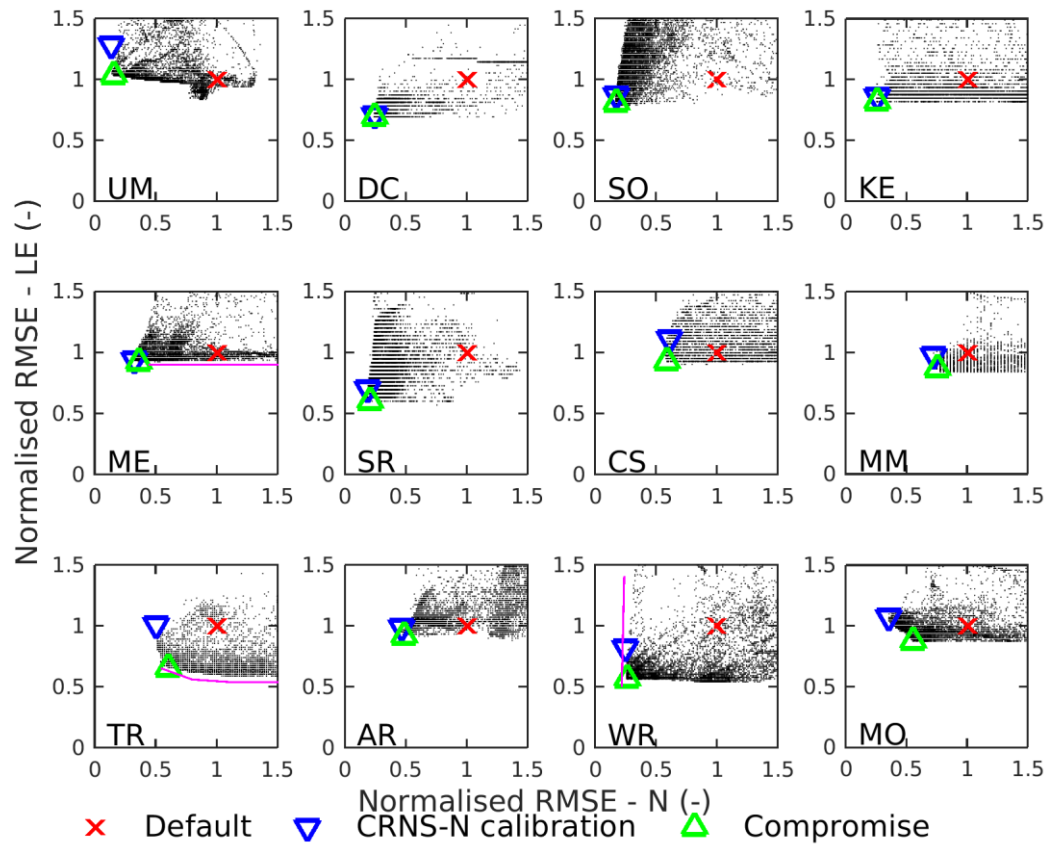 1.5 1.5 1.5 1.5
1 1 1 1
0.5 0.5 0.5 0.5
UM DC SO KE
0 0 0 0
0 0.5 1 1.5 0 0.5 1 1.5 0 0.5 1 1.5 0 0.5 1 1.5
Normalised RMSE - LE (-)
1.5 1.5 1.5 1.5
1 1 1 1
0.5 0.5 0.5 0.5
ME SR CS MM
0 0 0 0
0 0.5 1 1.5 0 0.5 1 1.5 0 0.5 1 1.5 0 0.5 1 1.5
1.5 1.5 1.5 1.5
1 1 1 1
0.5 0.5 0.5 0.5
TR AR WR MO
0 0 0 0
0 0.5 1 1.5 0 0.5 1 1.5 0 0.5 1 1.5 0 0.5 1 1.5
Normalised RMSE - N (-)
Default CRNS-N calibration Compromise